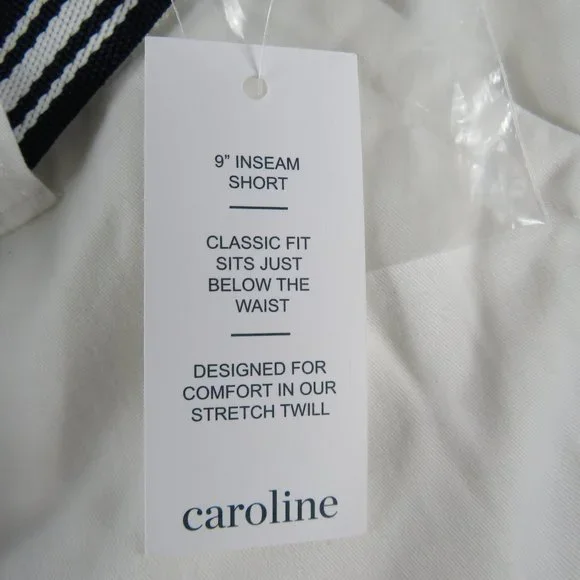 9” INSEAM
SHORT
CLASSIC FIT
SITS JUST
BELOW THE
WAIST
DESIGNED FOR
COMFORT IN OUR
STRETCH TWILL
caroline